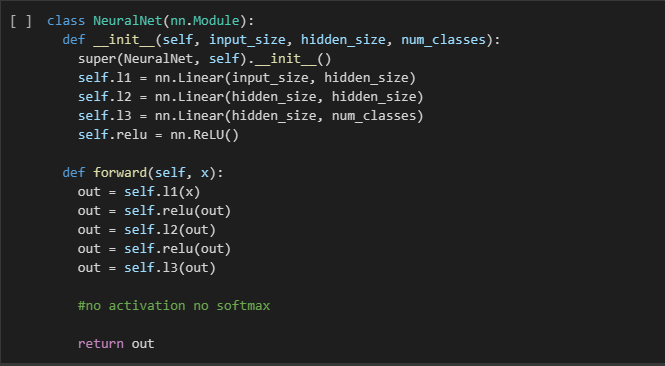 [ ] class NeuralNet(nn.Module):
  def __init__(self, input_size, hidden_size, num_classes):
    super(NeuralNet, self).__init__()
    self.l1 = nn.Linear(input_size, hidden_size)
    self.l2 = nn.Linear(hidden_size, hidden_size)
    self.l3 = nn.Linear(hidden_size, num_classes)
    self.relu = nn.ReLU()

  def forward(self, x):
    out = self.l1(x)
    out = self.relu(out)
    out = self.l2(out)
    out = self.relu(out)
    out = self.l3(out)

    #no activation no softmax

    return out